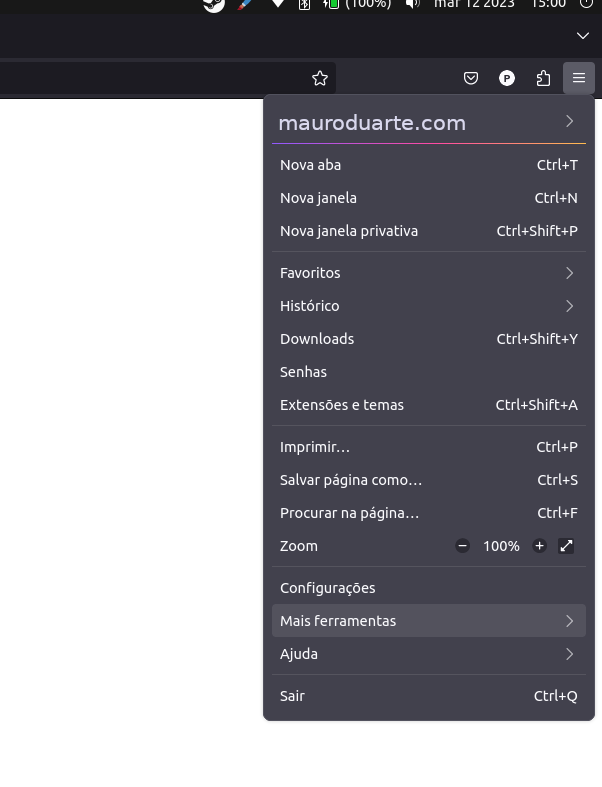 (100%) mar 12 2023 15:00
P
mauroduarte.com
Nova aba Ctrl+T
Nova janela Ctrl+N
Nova janela privativa Ctrl+Shift+P
Favoritos
Histórico
Downloads Ctrl+Shift+Y
Senhas
Extensões e temas Ctrl+Shift+A
Imprimir… Ctrl+P
Salvar página como… Ctrl+S
Procurar na página… Ctrl+F
Zoom − 100% +
Configurações
Mais ferramentas
Ajuda
Sair Ctrl+Q